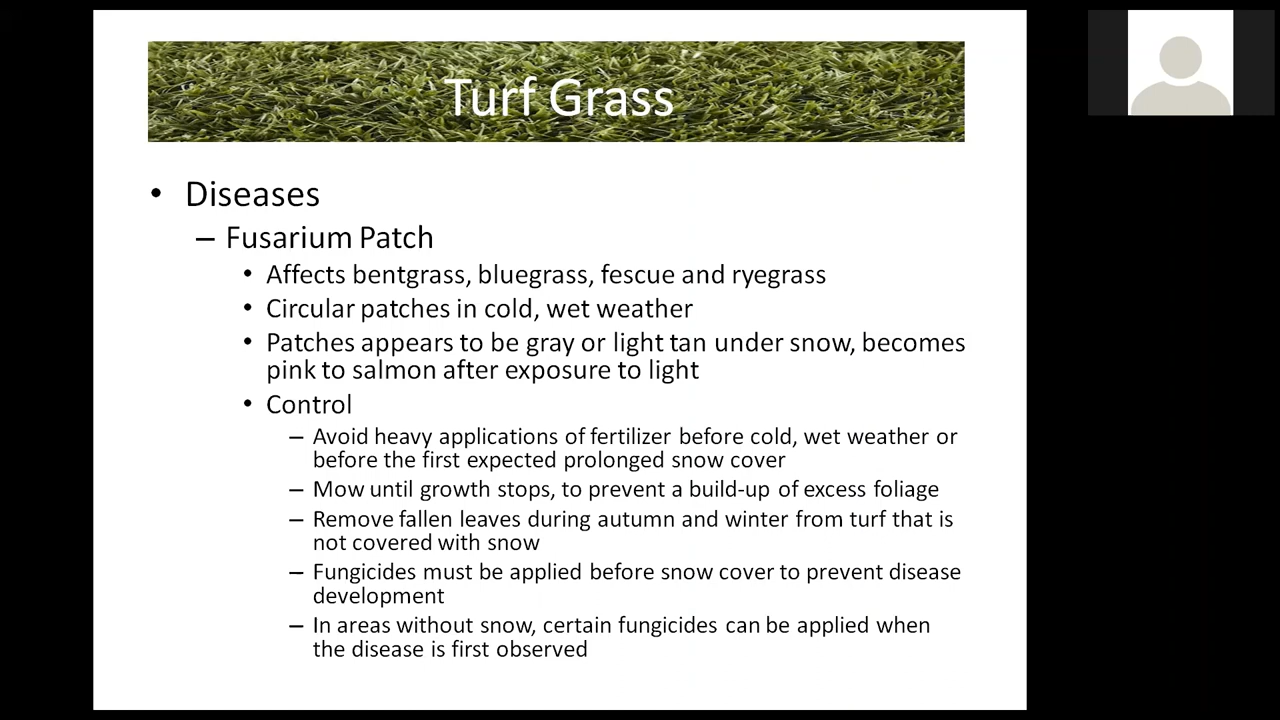 Turf Grass
• Diseases
– Fusarium Patch
• Affects bentgrass, bluegrass, fescue and ryegrass
• Circular patches in cold, wet weather
• Patches appears to be gray or light tan under snow, becomes
pink to salmon after exposure to light
• Control
– Avoid heavy applications of fertilizer before cold, wet weather or
before the first expected prolonged snow cover
– Mow until growth stops, to prevent a build-up of excess foliage
– Remove fallen leaves during autumn and winter from turf that is
not covered with snow
– Fungicides must be applied before snow cover to prevent disease
development
– In areas without snow, certain fungicides can be applied when
the disease is first observed